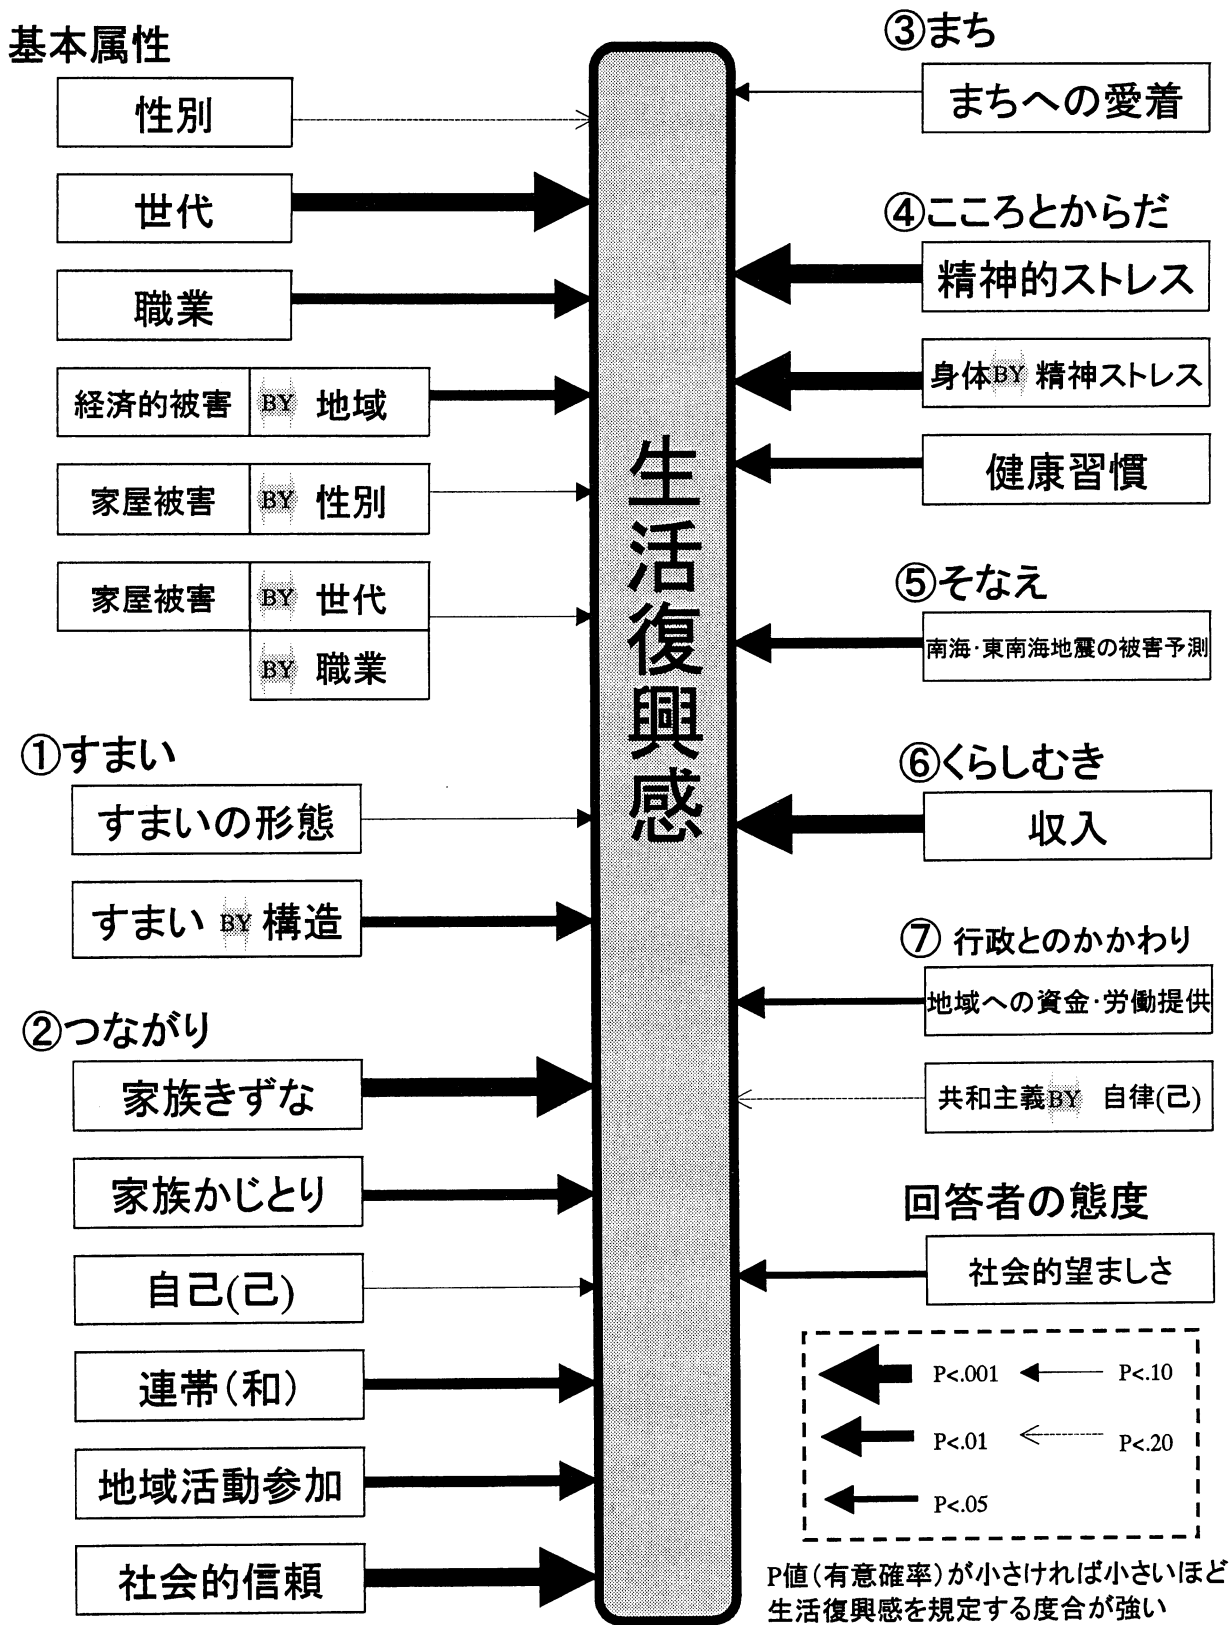 基本属性
性別
世代
職業
経済的被害 BY 地域
家屋被害 BY 性別
家屋被害 BY 世代
BY 職業
①すまい
すまいの形態
すまい BY 構造
②つながり
家族きずな
家族かじとり
自己(己)
連帯(和)
地域活動参加
社会的信頼
生活復興感
③まち
まちへの愛着
④こころとからだ
精神的ストレス
身体BY 精神ストレス
健康習慣
⑤そなえ
南海·東南海地震の被害予測
⑥くらしむき
収入
⑦ 行政とのかかわり
地域への資金·労働提供
共和主義BY 自律(己)
回答者の態度
社会的望ましさ
P<.001 P<.10
P<.01 P<.20
P<.05
P値(有意確率)が小さければ小さいほど
生活復興感を規定する度合が強い